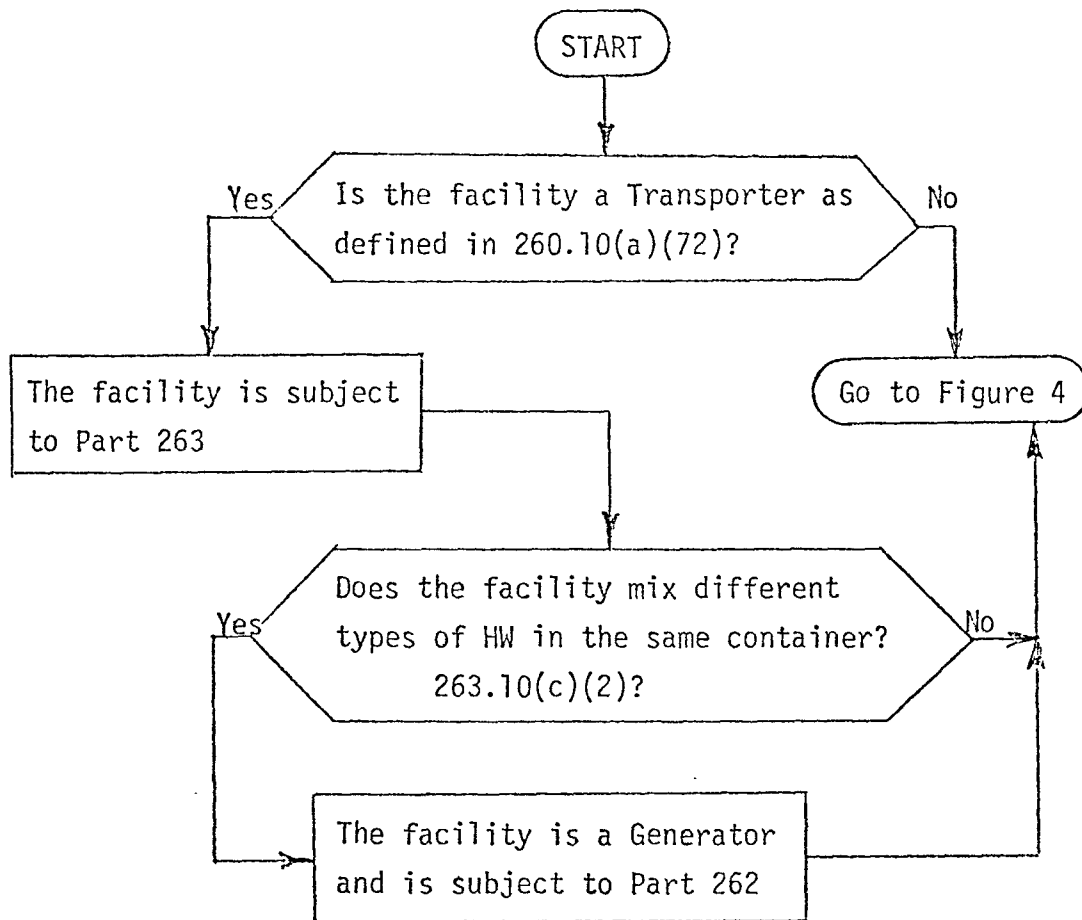 START
Is the facility a Transporter as
defined in 260.10(a)(72)?
Yes
No
The facility is subject
to Part 263
Go to Figure 4
Does the facility mix different
types of HW in the same container?
263.10(c)(2)?
Yes
No
The facility is a Generator
and is subject to Part 262